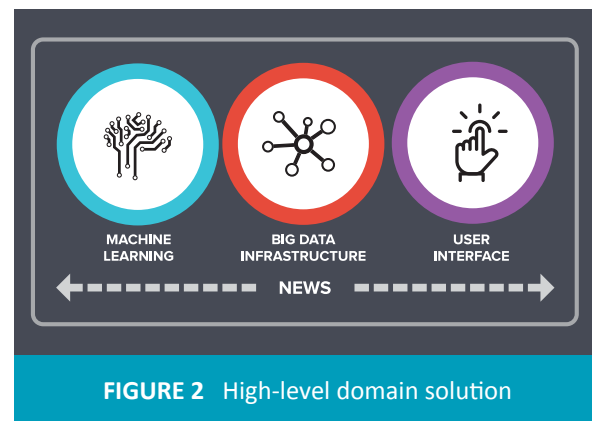 MACHINE
LEARNING
BIG DATA
INFRASTRUCTURE
USER
INTERFACE
NEWS
FIGURE 2 High-level domain solution